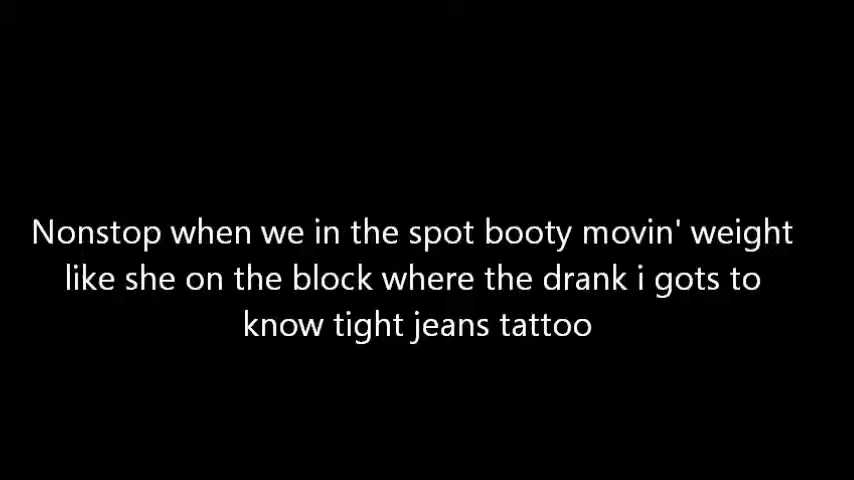 Nonstop when we in the spot booty movin' weight
like she on the block where the drank i gots to
know tight jeans tattoo